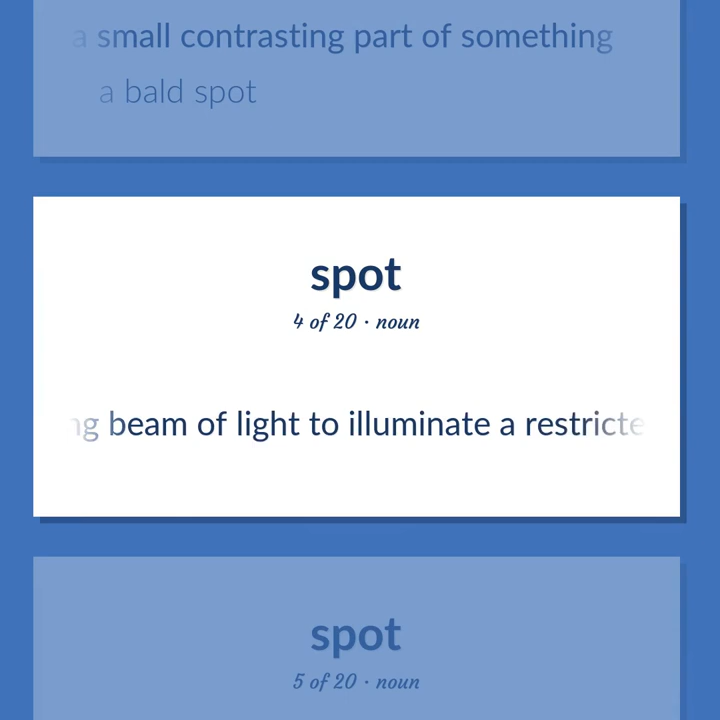 a small contrasting part of something
a bald spot
spot
4 of 20 · noun
beam of light to illuminate a
spot
5 of 20 · noun